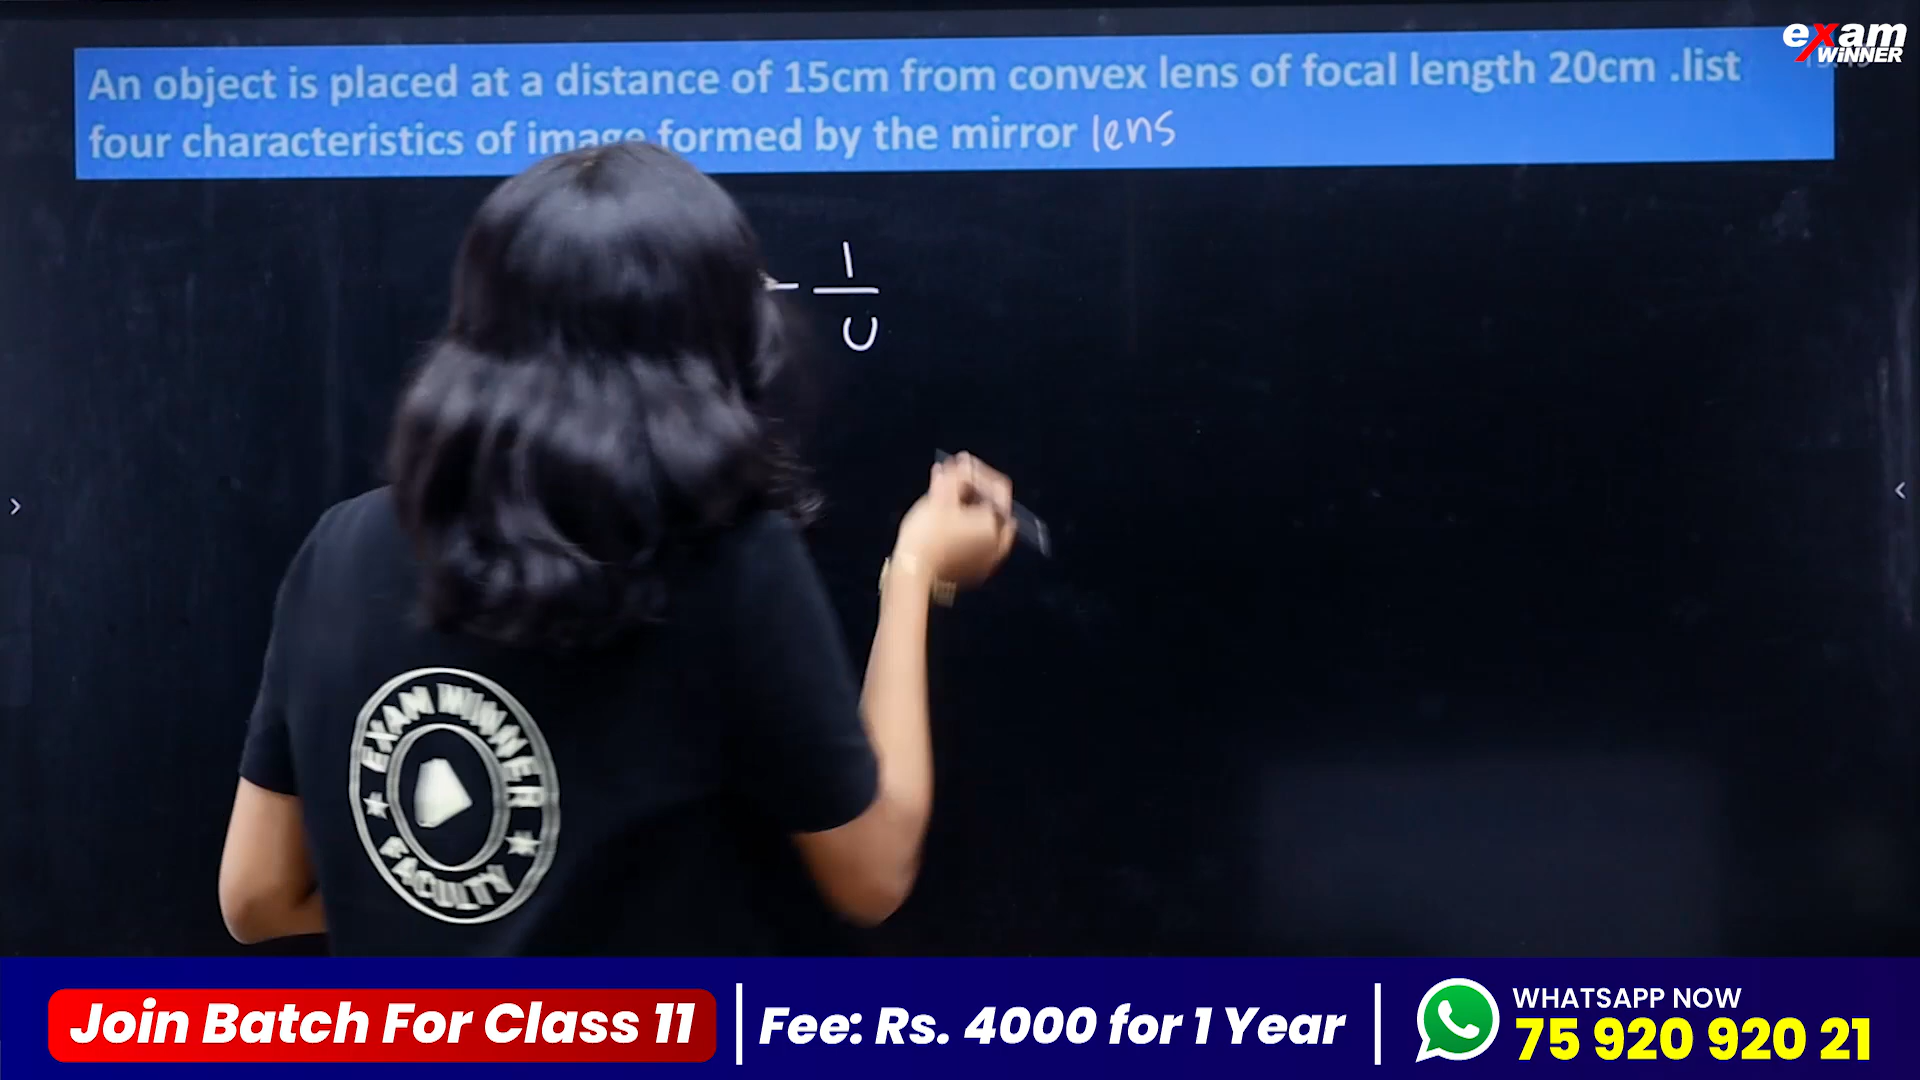 exam
WINNER
An object is placed at a distance of 15cm from convex lens of focal length 20cm .list
four characteristics of image formed by the mirror lens
- 1
u
EXAM WINNER
FACULTY
Join Batch For Class 11
Fee: Rs. 4000 for 1 Year
WHATSAPP NOW
75 920 920 21